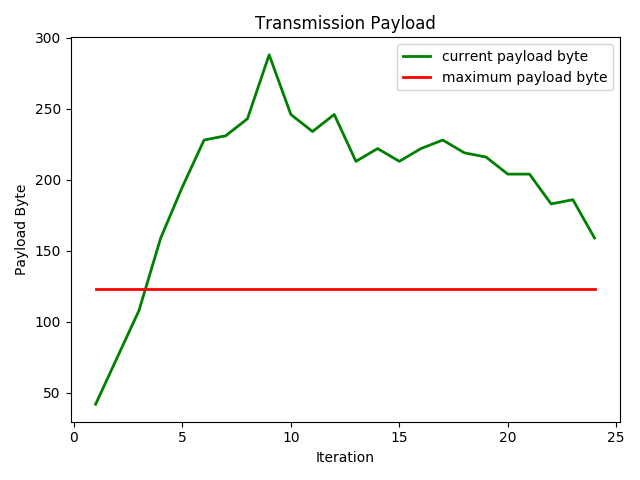 Transmission Payload
current payload byte
maximum payload byte
300
250
200
150
100
50
Payload Byte
0 5 10 15 20 25
Iteration